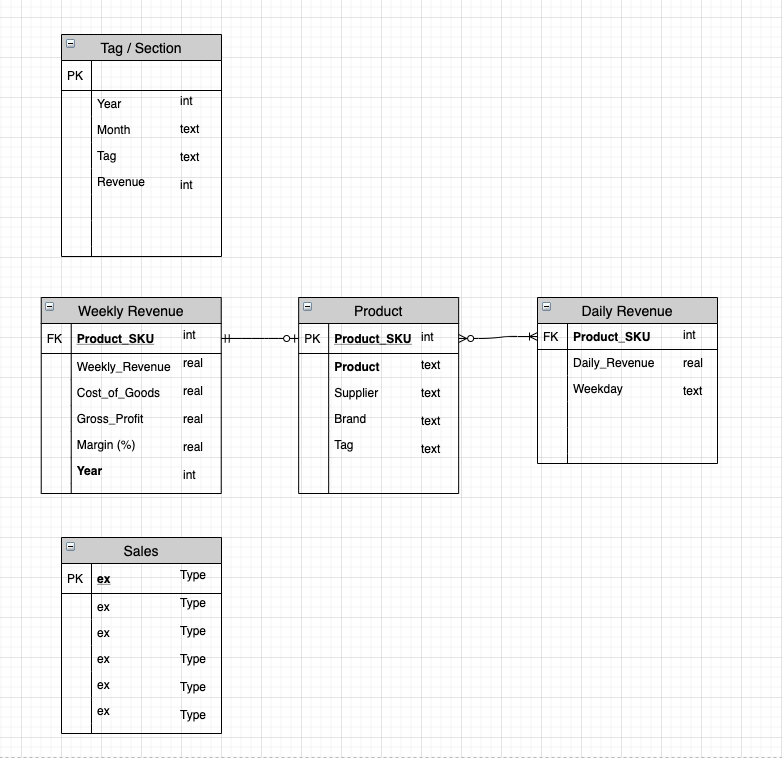 Tag / Section
PK
Year int
Month text
Tag text
Revenue int
Weekly Revenue
FK Product_SKU int
Weekly_Revenue real
Cost_of_Goods real
Gross_Profit real
Margin (%) real
Year int
Product
PK Product_SKU int
Product text
Supplier text
Brand text
Tag text
Daily Revenue
FK Product_SKU int
Daily_Revenue real
Weekday text
Sales
PK ex Type
ex Type
ex Type
ex Type
ex Type
ex Type